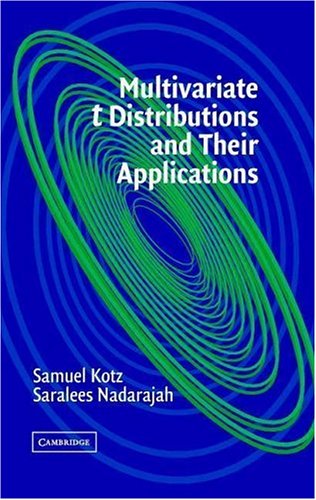 Multivariate
t Distributions
and Their
Applications
Samuel Kotz
Saralees Nadarajah
CAMBRIDGE